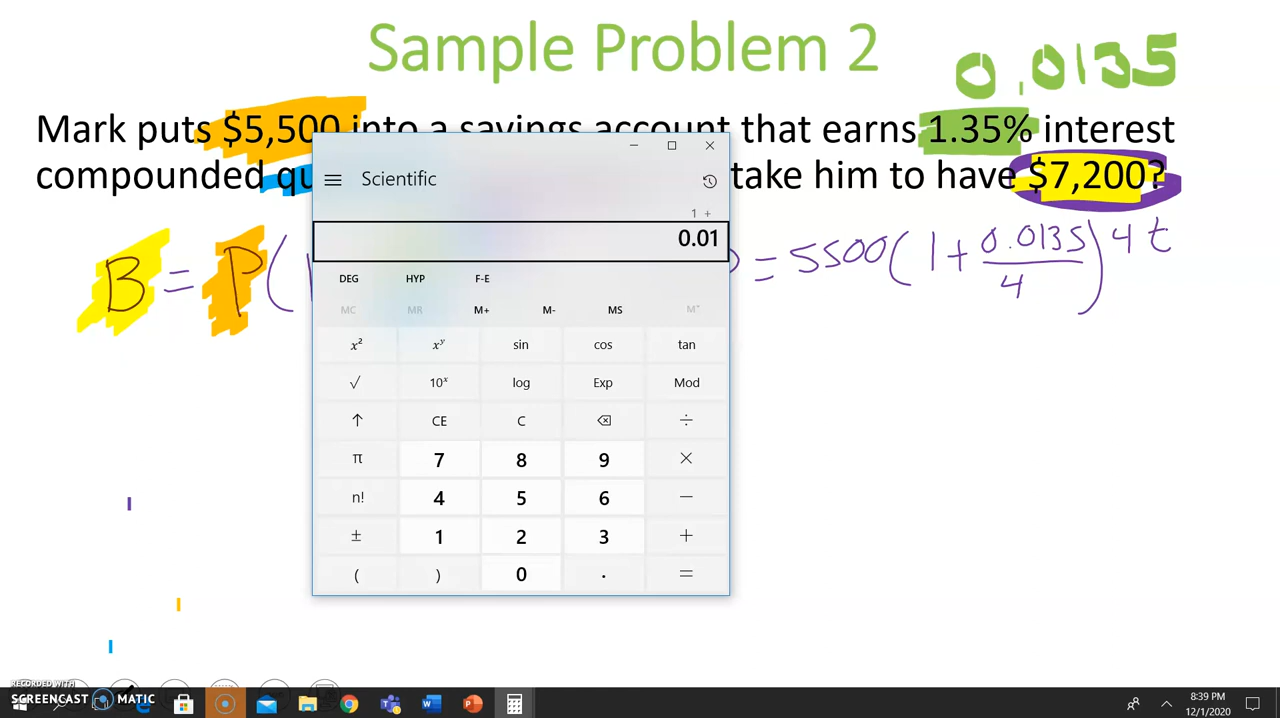 Sample Problem 2
0.0135
Mark puts $5,500 into a savings account that earns 1.35% interest
compounded qu take him to have $7,200?
B = P( = 5500(1 + 0.0135/4)^4t
Scientific
1 +
0.01
DEG HYP F-E
MC MR M+ M- MS M˅
x² xʸ sin cos tan
√ 10ˣ log Exp Mod
↑ CE C ⌫ ÷
π 7 8 9 ×
n! 4 5 6 −
± 1 2 3 +
( ) 0 . =
RECORDED WITH
SCREENCAST MATIC
8:39 PM
12/1/2020